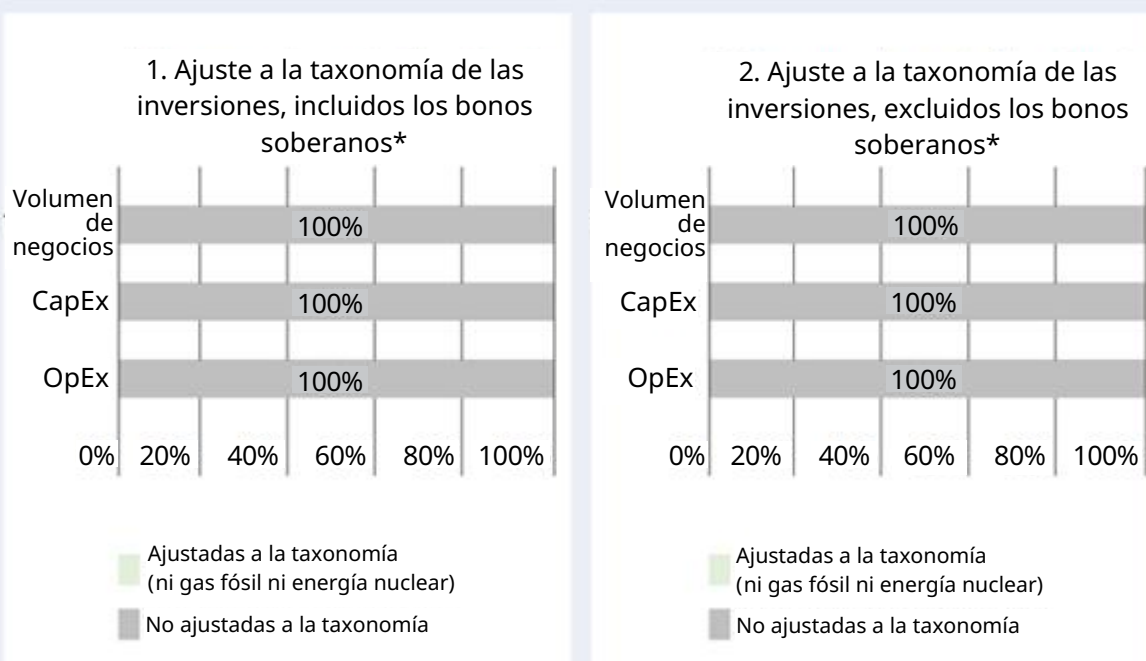 1. Ajuste a la taxonomía de las
inversiones, incluidos los bonos
soberanos*
Volumen
de
negocios
100%
CapEx
100%
OpEx
100%
0% 20% 40% 60% 80% 100%
Ajustadas a la taxonomía
(ni gas fósil ni energía nuclear)
No ajustadas a la taxonomía
2. Ajuste a la taxonomía de las
inversiones, excluidos los bonos
soberanos*
Volumen
de
negocios
100%
CapEx
100%
OpEx
100%
0% 20% 40% 60% 80% 100%
Ajustadas a la taxonomía
(ni gas fósil ni energía nuclear)
No ajustadas a la taxonomía